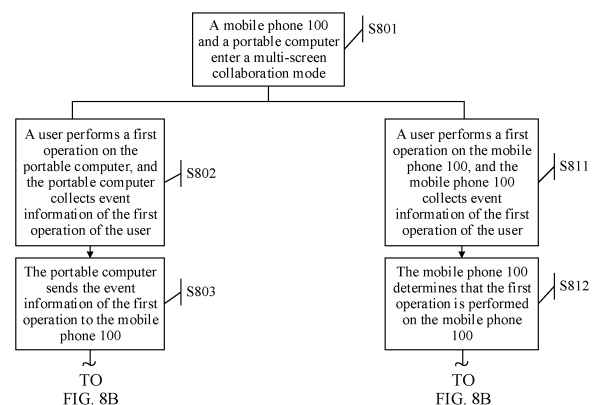 A mobile phone 100
and a portable computer
enter a multi-screen
collaboration mode
S801
A user performs a first
operation on the
portable computer, and
the portable computer
collects event
information of the first
operation of the user
S802
A user performs a first
operation on the mobile
phone 100, and the
mobile phone 100
collects event
information of the first
operation of the user
S811
The portable computer
sends the event
information of the first
operation to the mobile
phone 100
S803
The mobile phone 100
determines that the first
operation is performed
on the mobile phone
100
S812
TO
FIG. 8B
TO
FIG. 8B